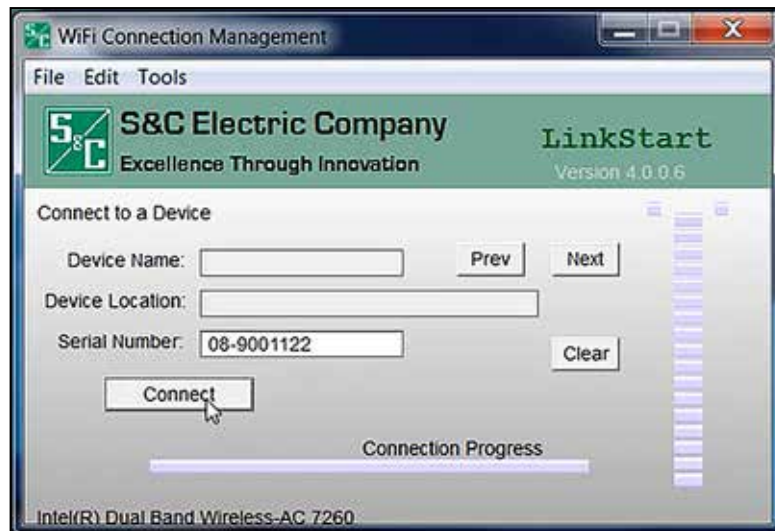 WiFi Connection Management
File Edit Tools
S&C
S&C Electric Company
Excellence Through Innovation
LinkStart
Version 4.0.0.6
Connect to a Device
Device Name:
Prev
Next
Device Location:
Serial Number:
08-9001122
Clear
Connect
Connection Progress
Intel(R) Dual Band Wireless-AC 7260